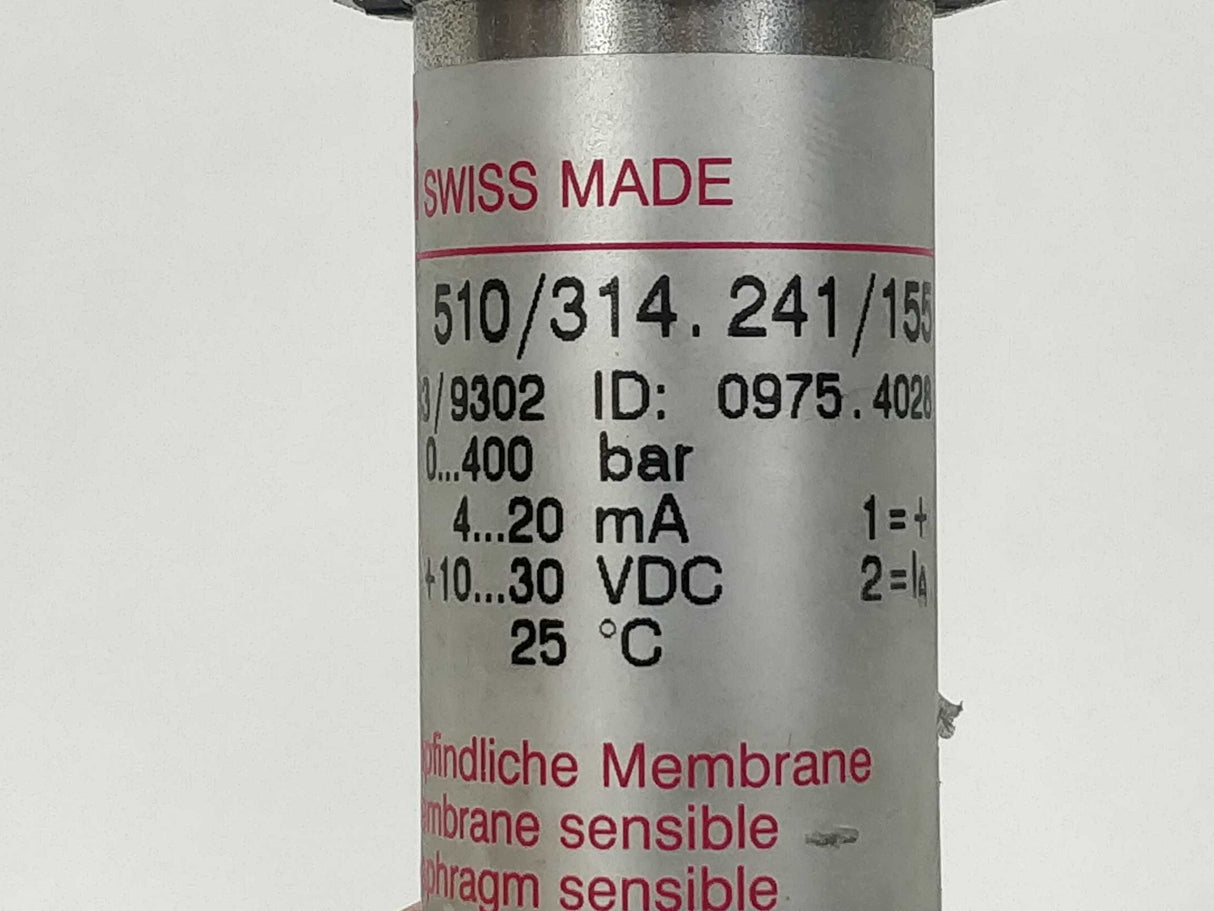 SWISS MADE
510/314.241/155
3/9302 ID: 0975.4028
0...400 bar
4...20 mA 1=+
+10...30 VDC 2=IA
25 °C
pfindliche Membrane
embrane sensible
aphragm sensible